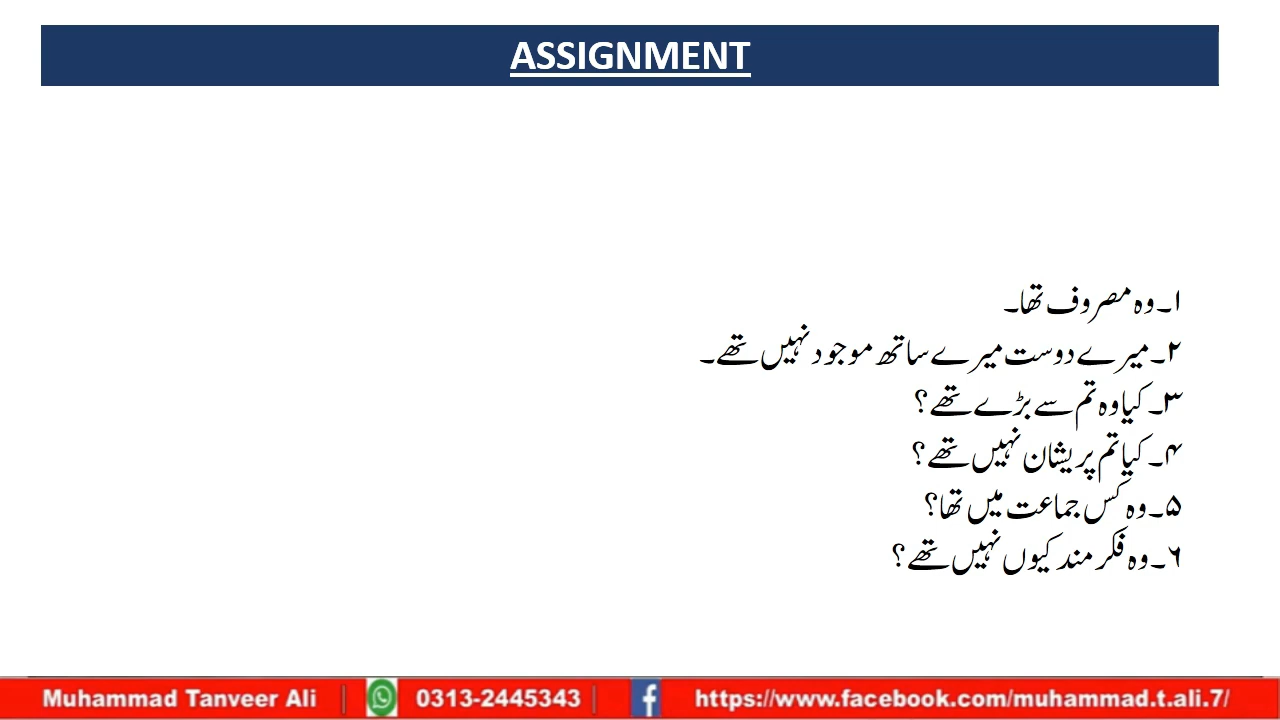 ASSIGNMENT
۱۔وہ مصروف تھا۔
۲۔میرے دوست میرے ساتھ موجود نہیں تھے۔
۳۔ کیا وہ تم سے بڑے تھے؟
۴۔ کیا تم پریشان نہیں تھے؟
۵۔وہ کس جماعت میں تھا؟
۶۔وہ فکر مند کیوں نہیں تھے؟
Muhammad Tanveer Ali | 0313-2445343 | https://www.facebook.com/muhammad.t.ali.7/